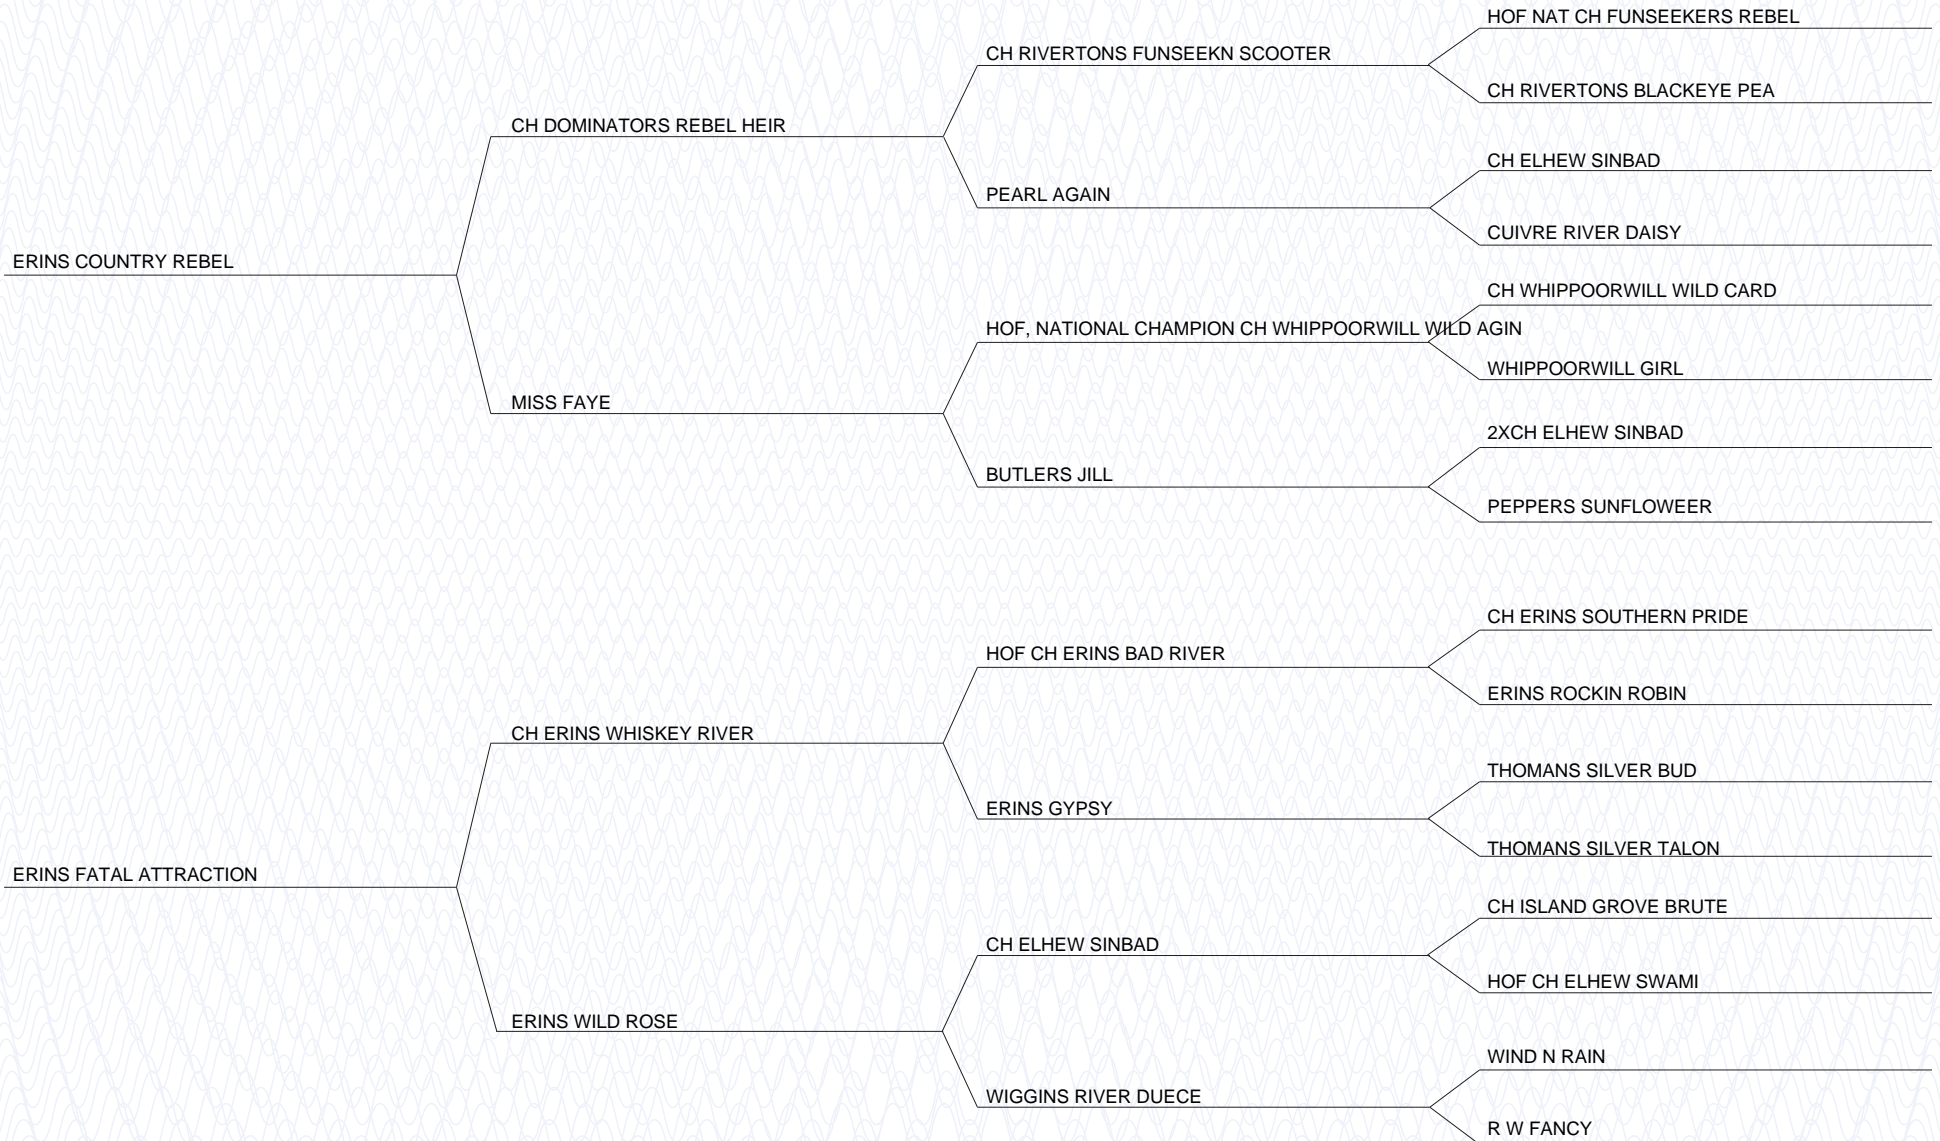 HOF NAT CH FUNSEEKERS REBEL
CH RIVERTONS FUNSEEKN SCOOTER
CH RIVERTONS BLACKEYE PEA
CH DOMINATORS REBEL HEIR
CH ELHEW SINBAD
PEARL AGAIN
CUIVRE RIVER DAISY
ERINS COUNTRY REBEL
CH WHIPPOORWILL WILD CARD
HOF, NATIONAL CHAMPION CH WHIPPOORWILL WILD AGIN
WHIPPOORWILL GIRL
MISS FAYE
2XCH ELHEW SINBAD
BUTLERS JILL
PEPPERS SUNFLOWEER
CH ERINS SOUTHERN PRIDE
HOF CH ERINS BAD RIVER
ERINS ROCKIN ROBIN
CH ERINS WHISKEY RIVER
THOMANS SILVER BUD
ERINS GYPSY
THOMANS SILVER TALON
ERINS FATAL ATTRACTION
CH ISLAND GROVE BRUTE
CH ELHEW SINBAD
HOF CH ELHEW SWAMI
ERINS WILD ROSE
WIND N RAIN
WIGGINS RIVER DUECE
R W FANCY